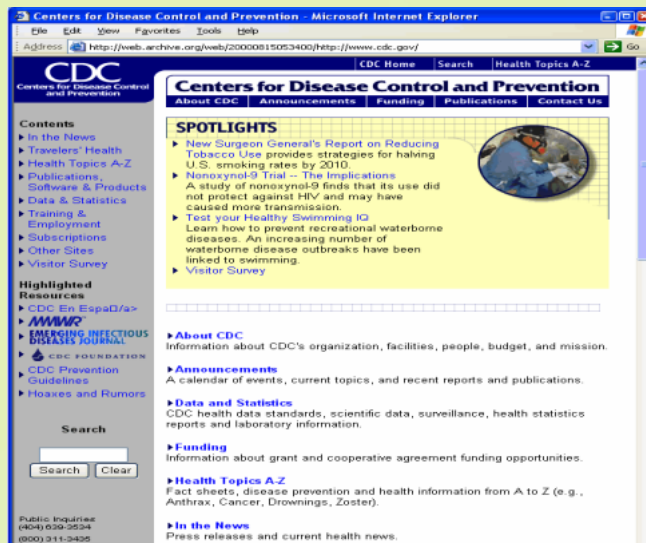 Centers for Disease Control and Prevention - Microsoft Internet Explorer
File Edit View Favorites Tools Help
Address http://web.archive.org/web/20000815053400/http://www.cdc.gov/ Go
CDC Home Search Health Topics A-Z
CDC
Centers for Disease Control
and Prevention
Centers for Disease Control and Prevention
About CDC Announcements Funding Publications Contact Us
Contents
In the News
Travelers' Health
Health Topics A-Z
Publications,
Software & Products
Data & Statistics
Training &
Employment
Subscriptions
Other Sites
Visitor Survey
Highlighted
Resources
CDC En Espa□/a>
MMWR
EMERGING INFECTIOUS
DISEASES JOURNAL
CDC FOUNDATION
CDC Prevention
Guidelines
Hoaxes and Rumors
Search
Search Clear
Public Inquiries
(404) 639-3534
(800) 311-3435
SPOTLIGHTS
New Surgeon General's Report on Reducing
Tobacco Use provides strategies for halving
U.S. smoking rates by 2010.
Nonoxynol-9 Trial -- The Implications
A study of nonoxynol-9 finds that its use did
not protect against HIV and may have
caused more transmission.
Test your Healthy Swimming IQ
Learn how to prevent recreational waterborne
diseases. An increasing number of
waterborne disease outbreaks have been
linked to swimming.
Visitor Survey
About CDC
Information about CDC's organization, facilities, people, budget, and mission.
Announcements
A calendar of events, current topics, and recent reports and publications.
Data and Statistics
CDC health data standards, scientific data, surveillance, health statistics
reports and laboratory information.
Funding
Information about grant and cooperative agreement funding opportunities.
Health Topics A-Z
Fact sheets, disease prevention and health information from A to Z (e.g.,
Anthrax, Cancer, Drownings, Zoster).
In the News
Press releases and current health news.